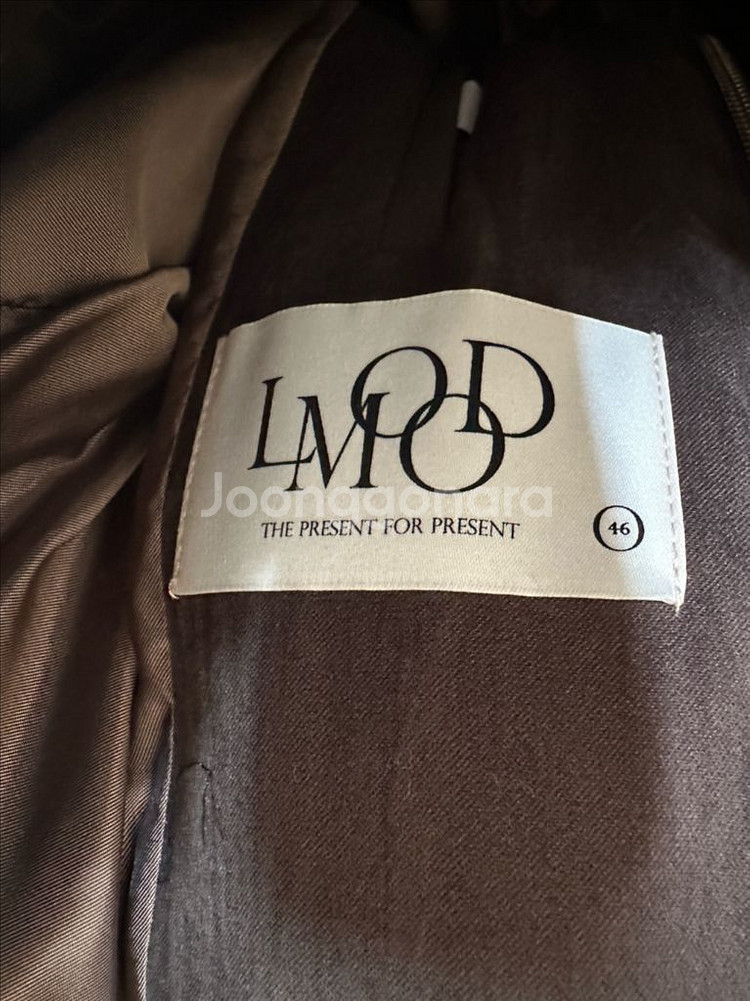 LMOOD
Joonggonara
THE PRESENT FOR PRESENT
46